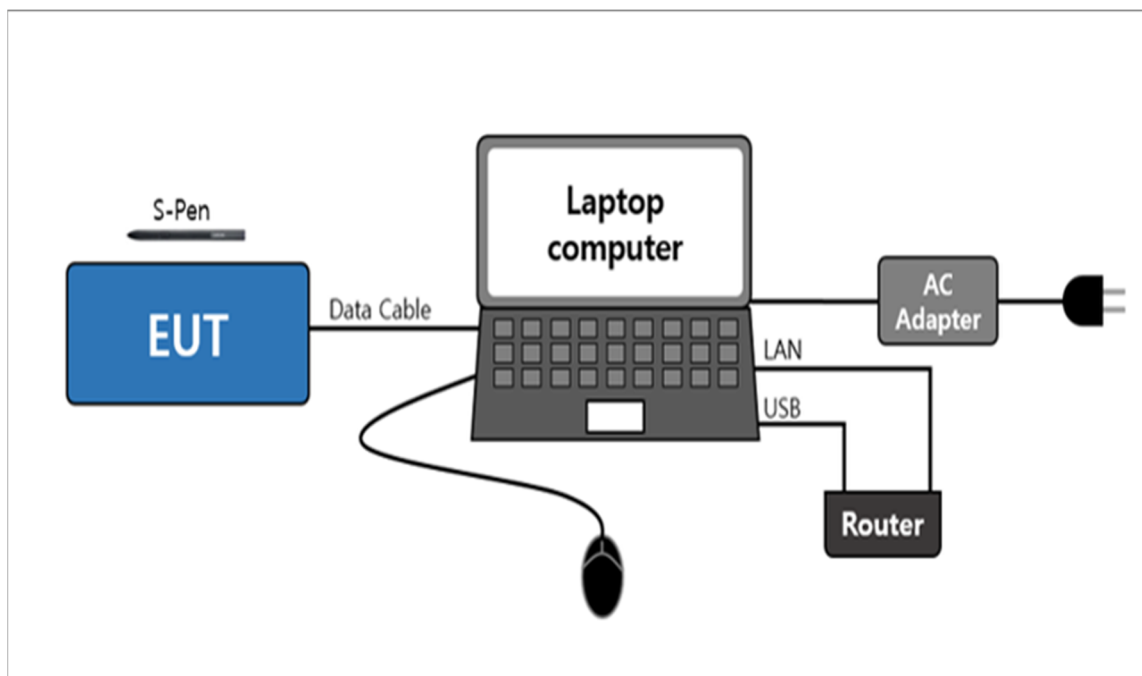 S-Pen
EUT
Data Cable
Laptop
computer
AC
Adapter
LAN
USB
Router